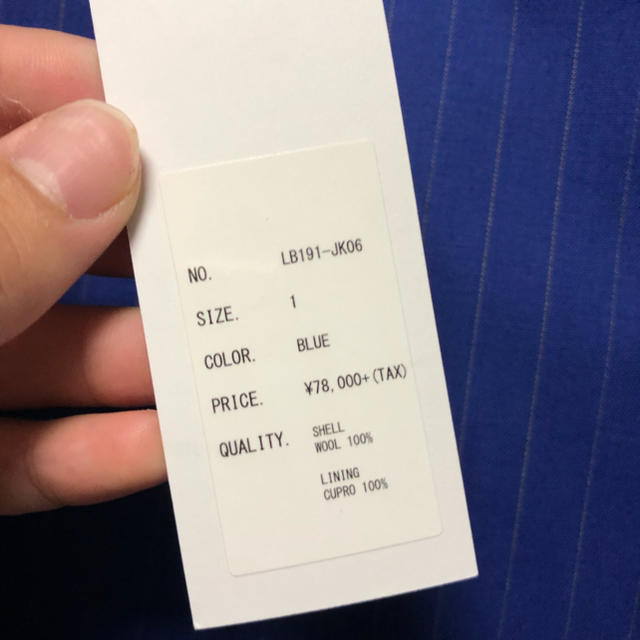 NO. LB191-JK06
SIZE. 1
COLOR. BLUE
PRICE. ¥78,000+(TAX)
QUALITY. SHELL
WOOL 100%
LINING
CUPRO 100%